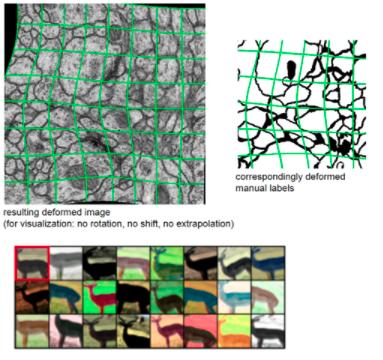 resulting deformed image
(for visualization: no rotation, no shift, no extrapolation)
correspondingly deformed
manual labels